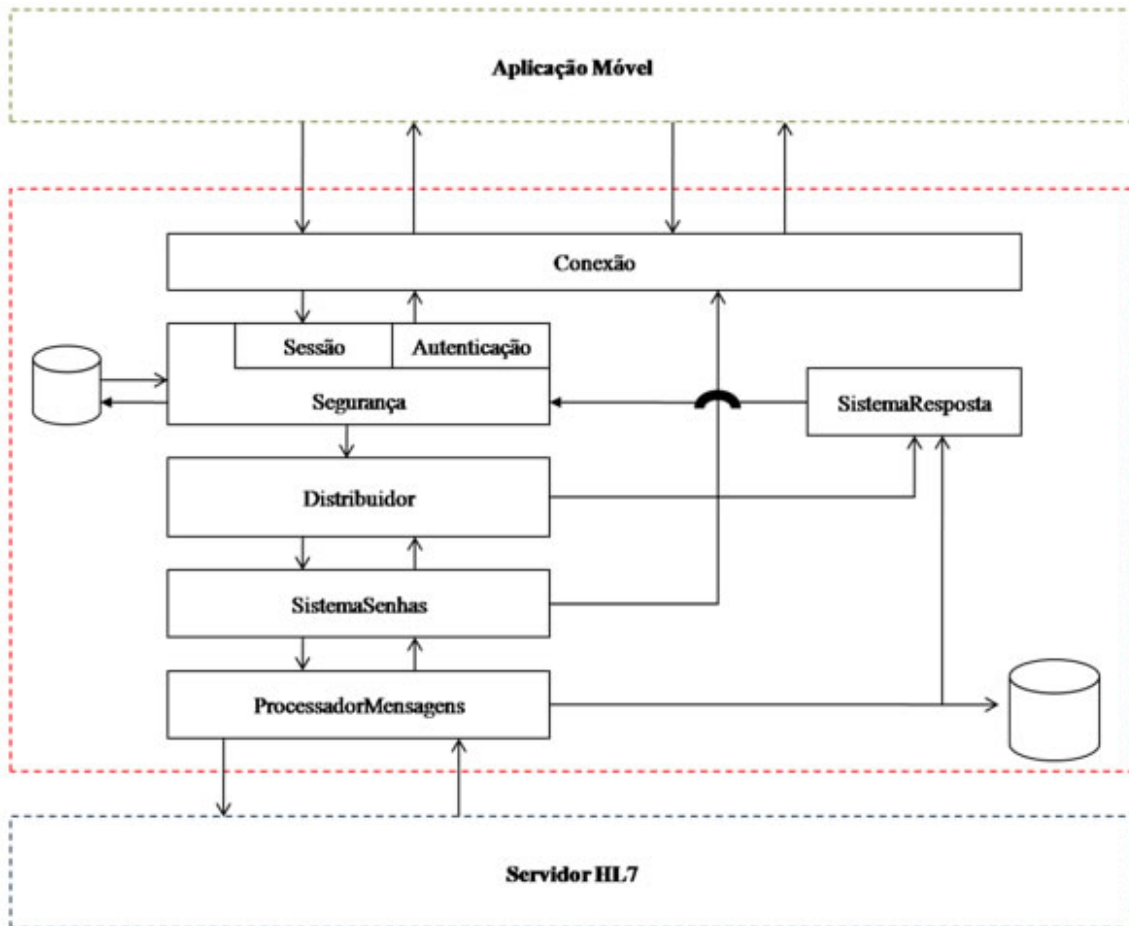 Aplicação Móvel
Conexão
Sessão
Autenticação
Segurança
SistemaResposta
Distribuidor
SistemaSenhas
ProcessadorMensagens
Servidor HL7